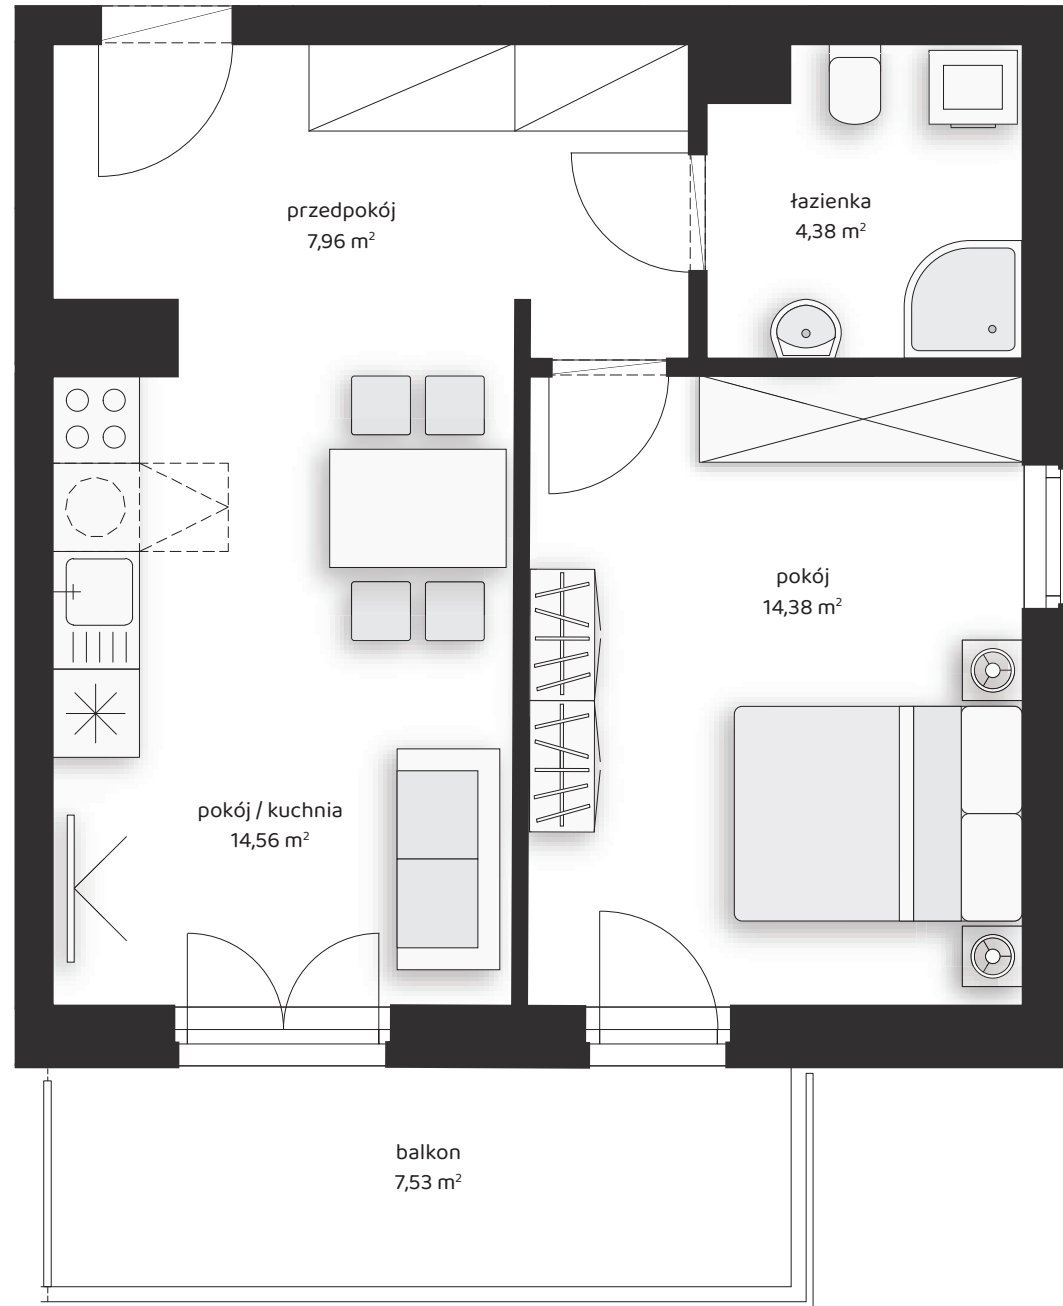 przedpokój
7,96 m²
łazienka
4,38 m²
pokój
14,38 m²
pokój / kuchnia
14,56 m²
balkon
7,53 m²